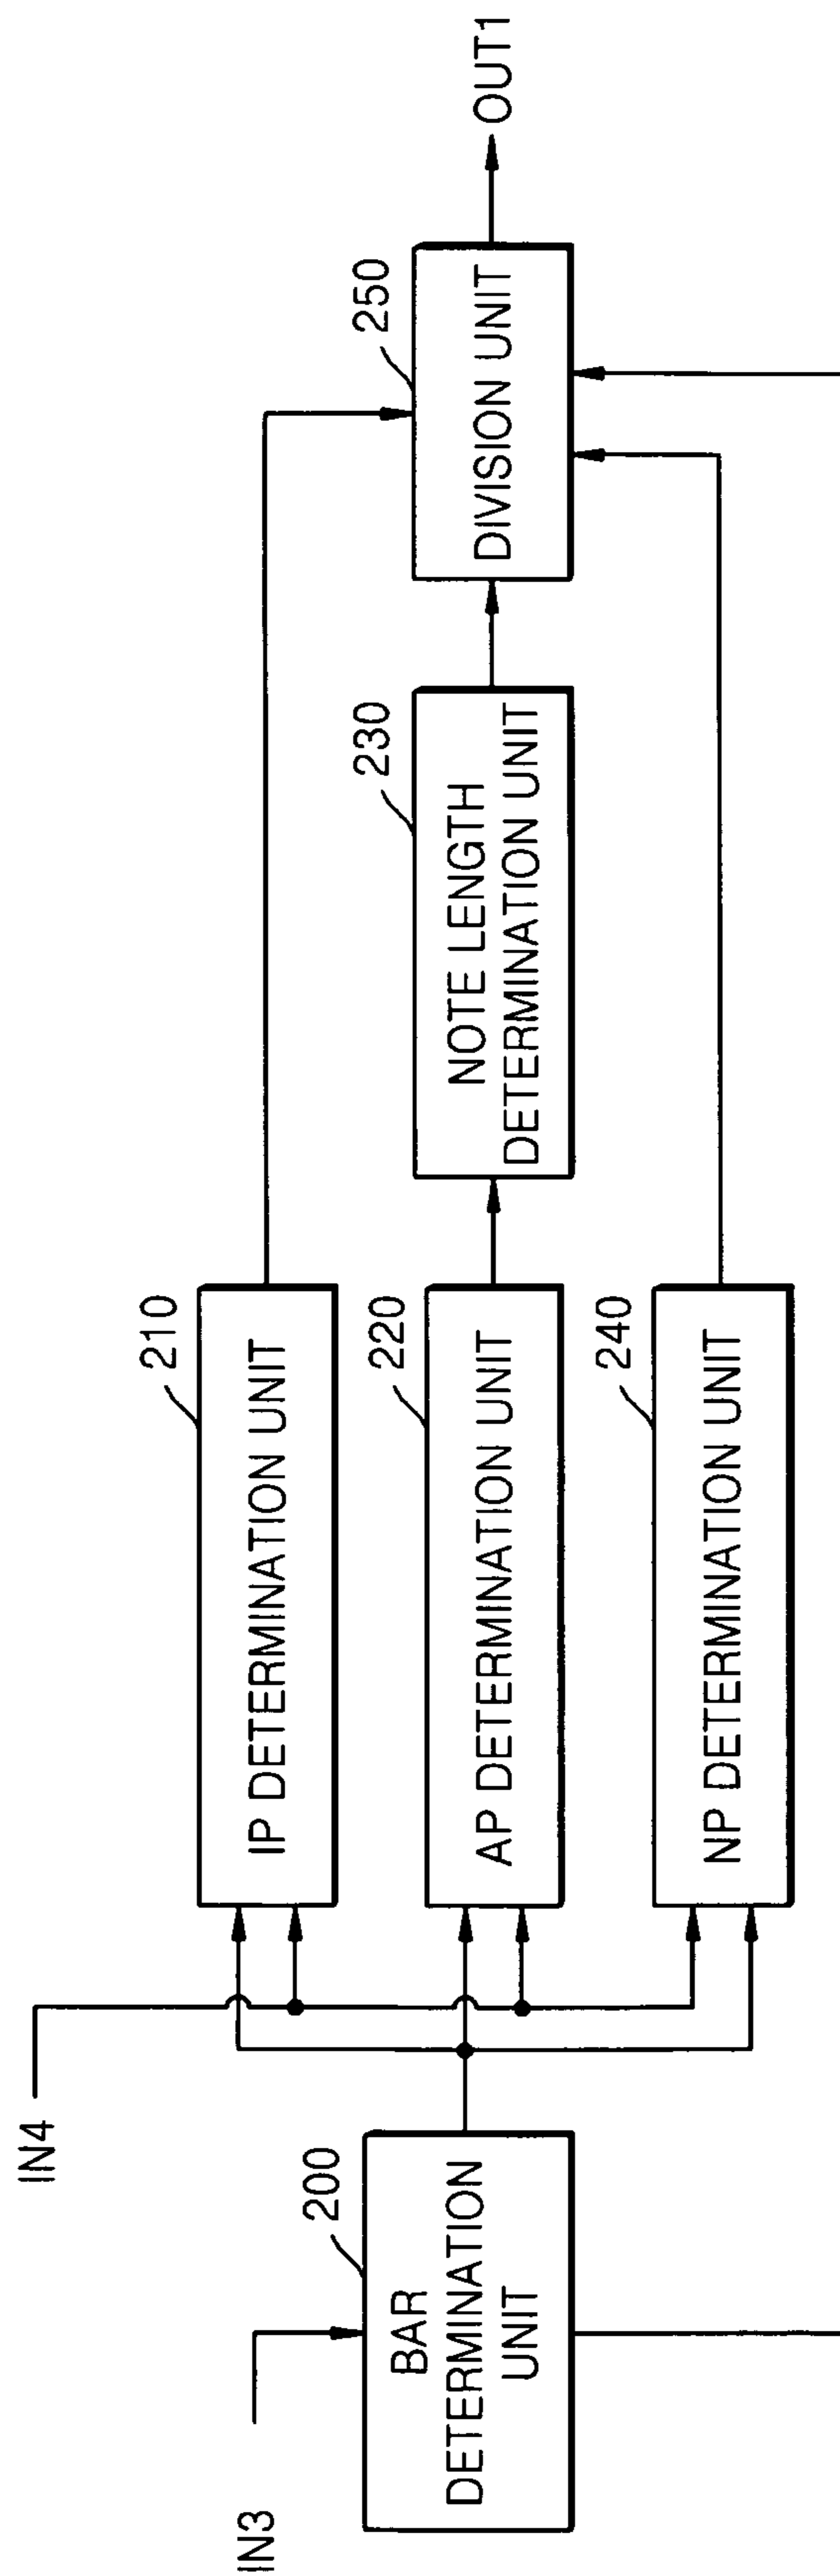 IN3
IN4
200
BAR
DETERMINATION
UNIT
210
IP DETERMINATION UNIT
220
AP DETERMINATION UNIT
240
NP DETERMINATION UNIT
230
NOTE LENGTH
DETERMINATION UNIT
250
DIVISION UNIT
OUT1